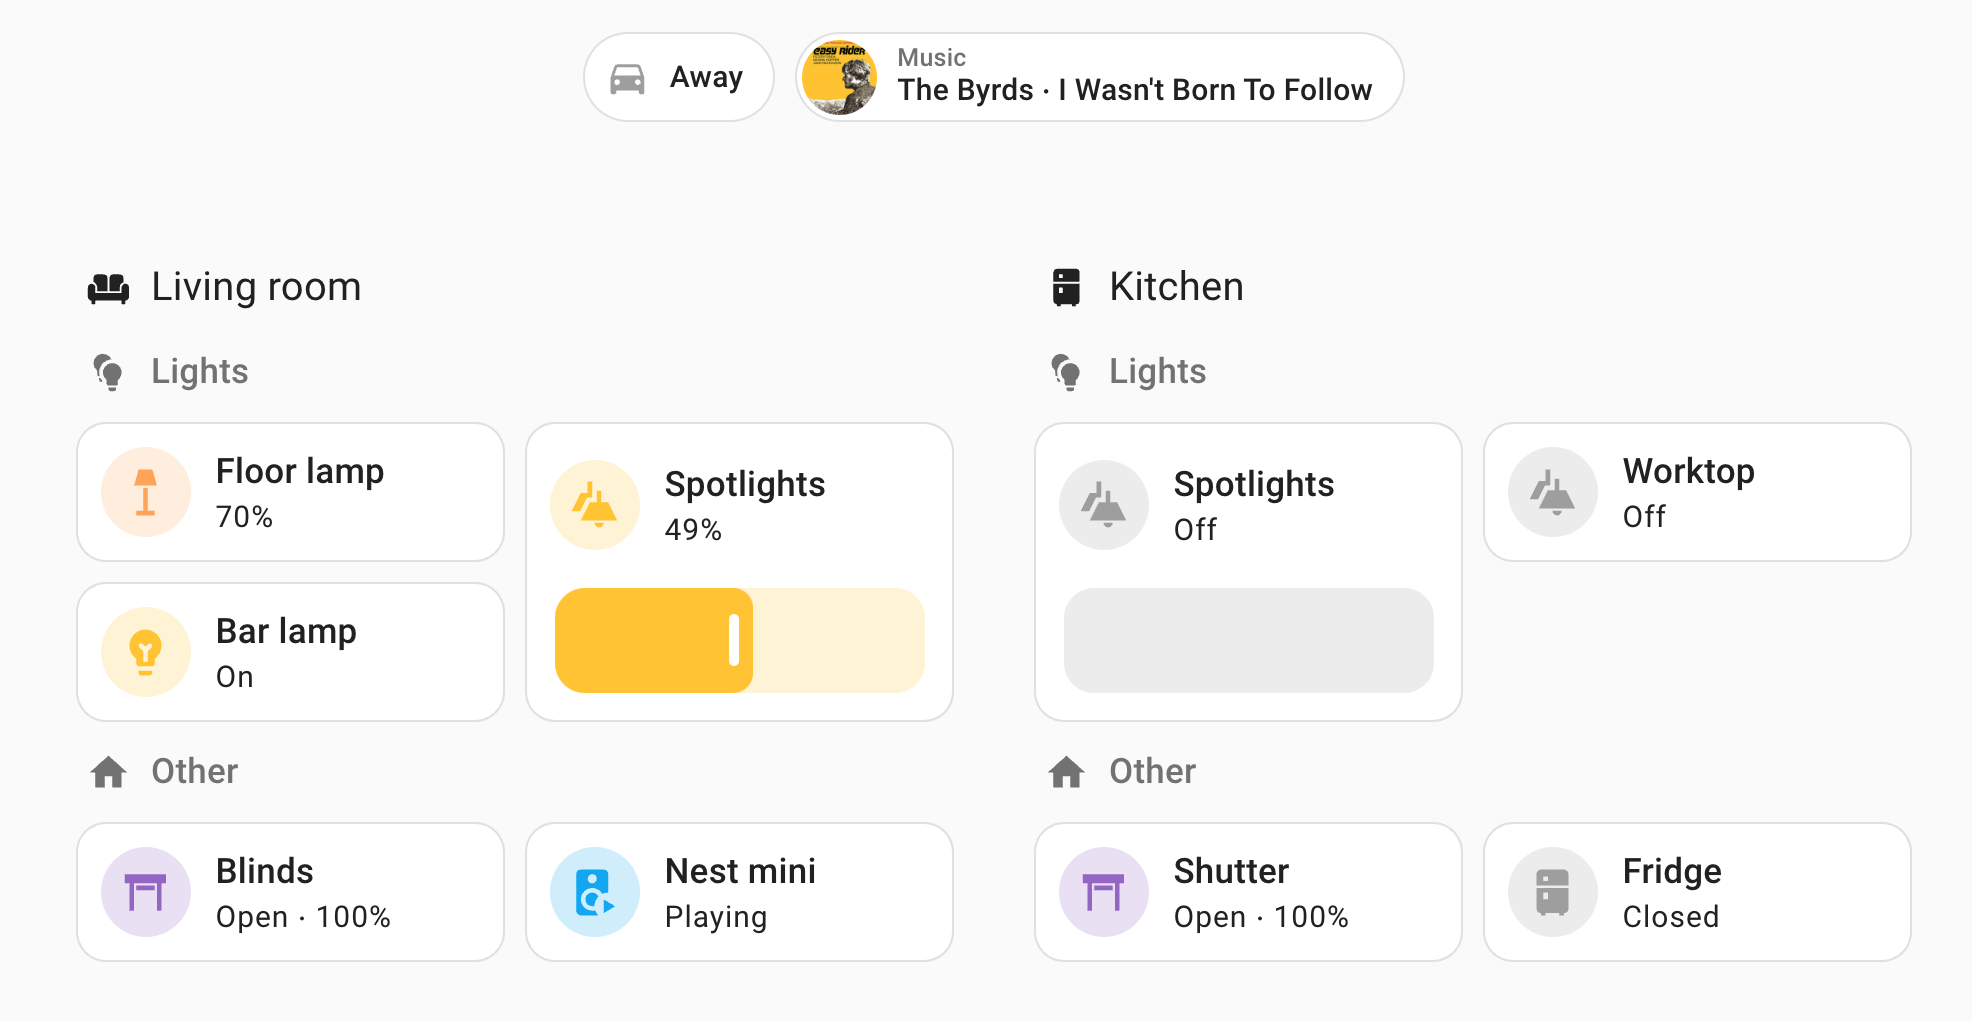 Away
easy rider
Music
The Byrds · I Wasn't Born To Follow
Living room
Lights
Floor lamp
70%
Spotlights
49%
Bar lamp
On
Other
Blinds
Open · 100%
Nest mini
Playing
Kitchen
Lights
Spotlights
Off
Worktop
Off
Other
Shutter
Open · 100%
Fridge
Closed